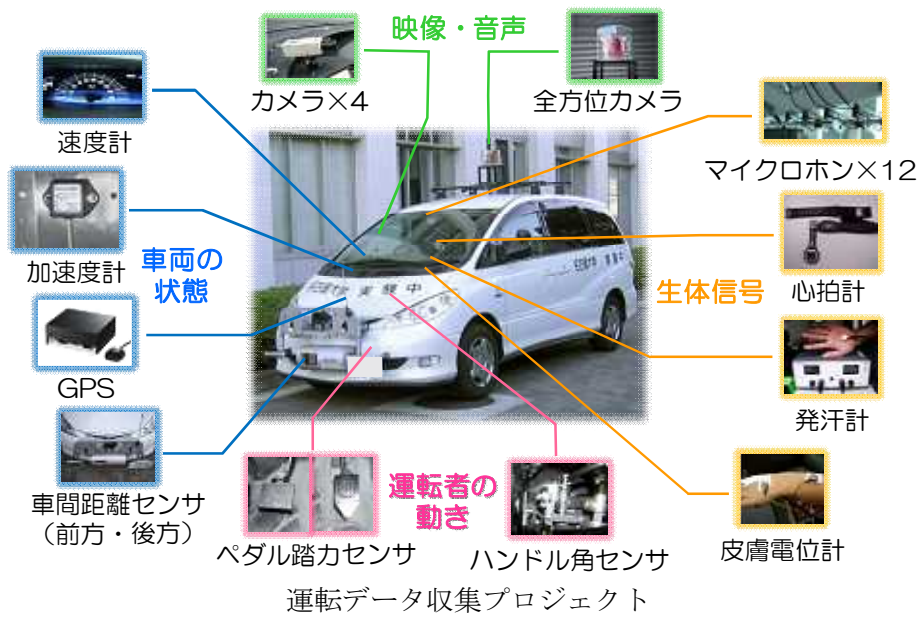 映像・音声
カメラ×4
全方位カメラ
速度計
マイクロホン×12
加速度計
車両の
状態
生体信号
心拍計
GPS
発汗計
車間距離センサ
（前方・後方）
運転者の
動き
ペダル踏力センサ
ハンドル角センサ
皮膚電位計
実験中
運転データ収集プロジェクト